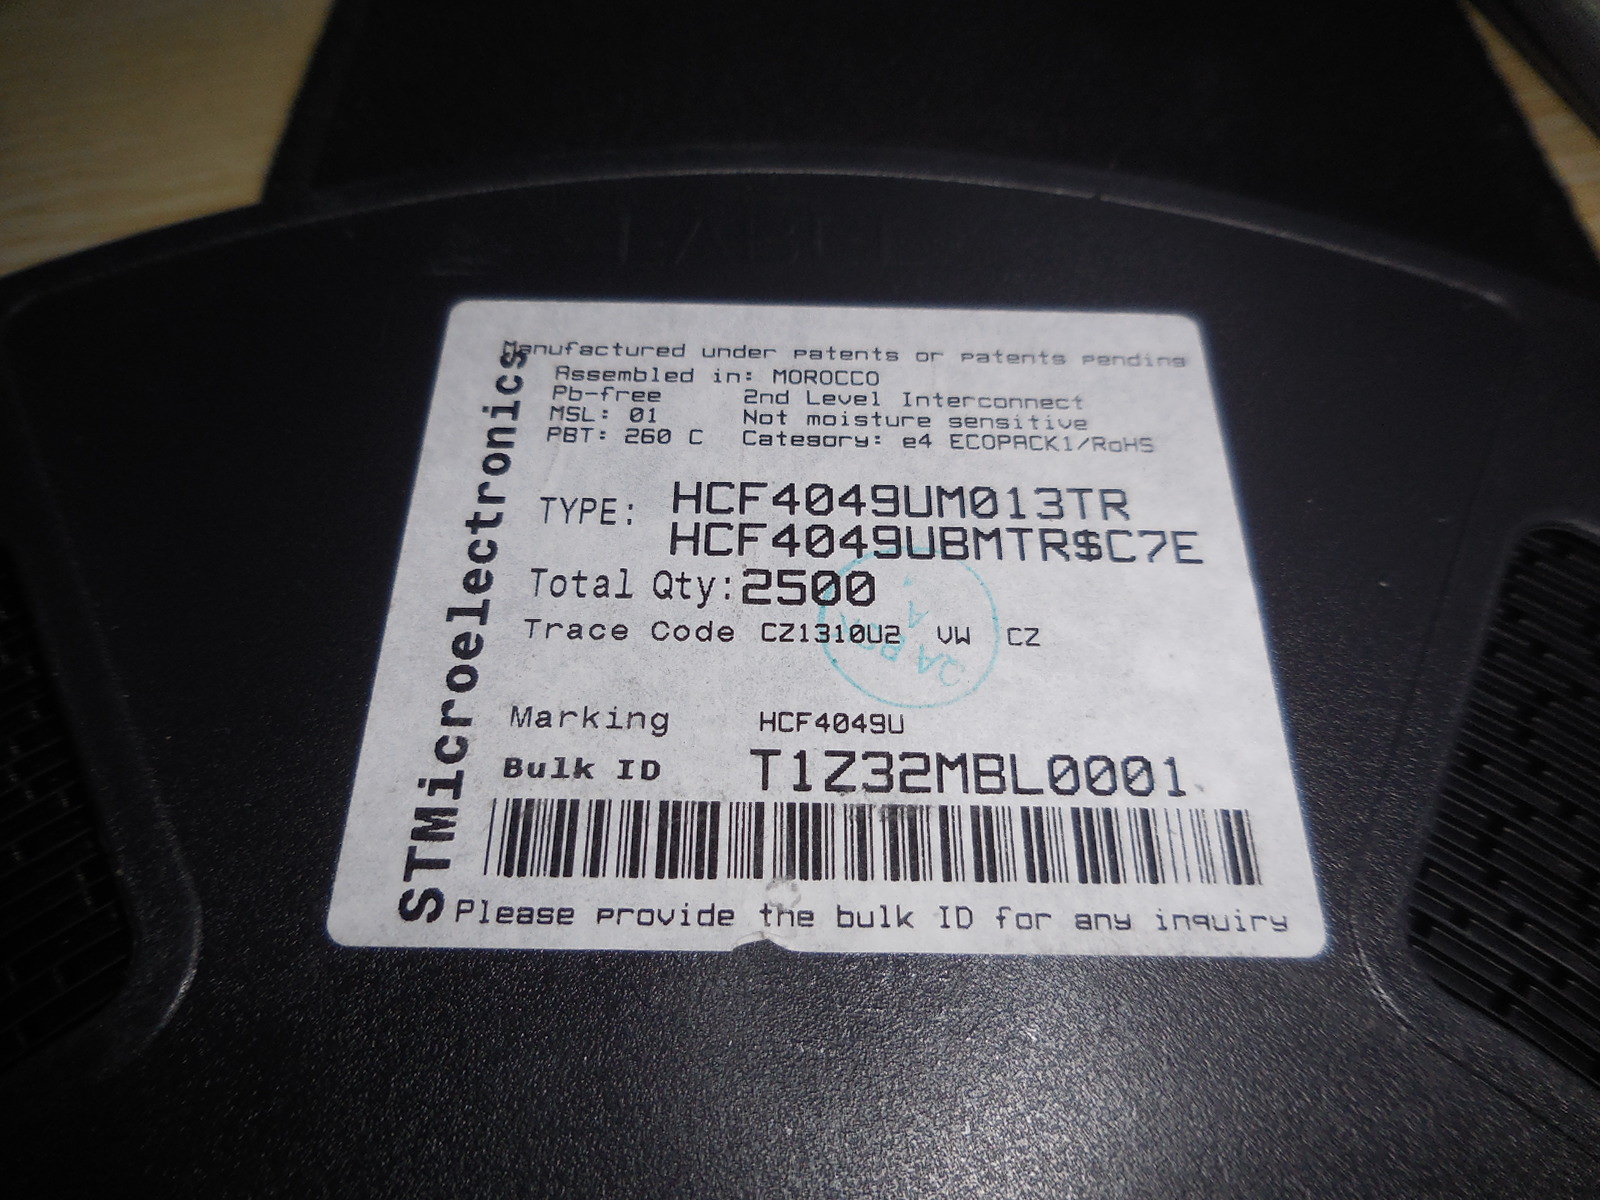 LABEL
STMicroelectronics
Manufactured under patents or patents pending
Assembled in: MOROCCO
Pb-free 2nd Level Interconnect
MSL: 01 Not moisture sensitive
PBT: 260 C Category: e4 ECOPACK1/RoHS
TYPE: HCF4049UM013TR
HCF4049UBMTR$C7E
Total Qty: 2500
Trace Code CZ1310U2 VW CZ
Marking HCF4049U
Bulk ID T1Z32MBL0001
Please provide the bulk ID for any inquiry